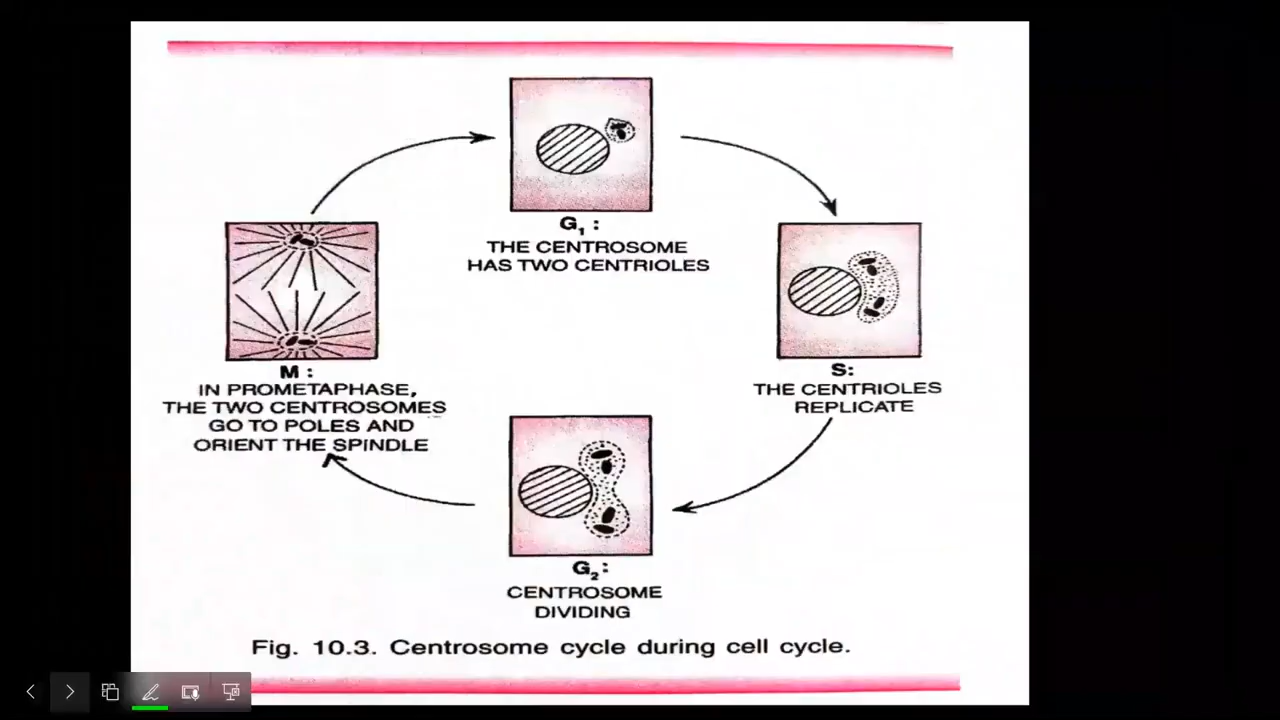 G₁ :
THE CENTROSOME
HAS TWO CENTRIOLES
S:
THE CENTRIOLES
REPLICATE
G₂:
CENTROSOME
DIVIDING
M :
IN PROMETAPHASE,
THE TWO CENTROSOMES
GO TO POLES AND
ORIENT THE SPINDLE
Fig. 10.3. Centrosome cycle during cell cycle.